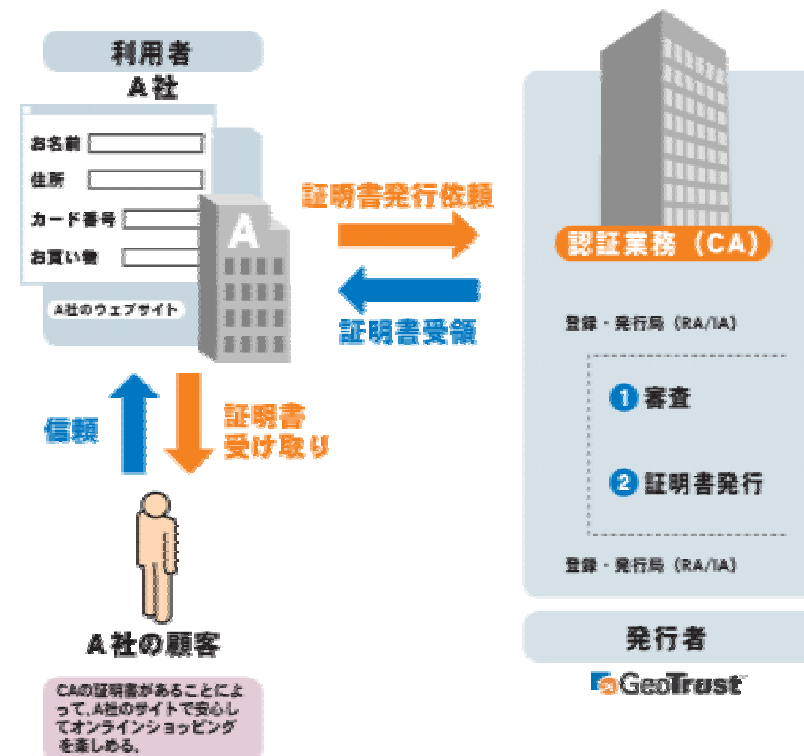 利用者
A社
お名前
住所
カード番号
お買い物
A
A社のウェブサイト
証明書発行依頼
証明書受領
認証業務（CA）
登録・発行局（RA/IA）
1 審査
2 証明書発行
登録・発行局（RA/IA）
発行者
GeoTrust
信頼
証明書
受け取り
A社の顧客
CAの証明書があることによ
って、A社のサイトで安心し
てオンラインショッピング
を楽しめる。